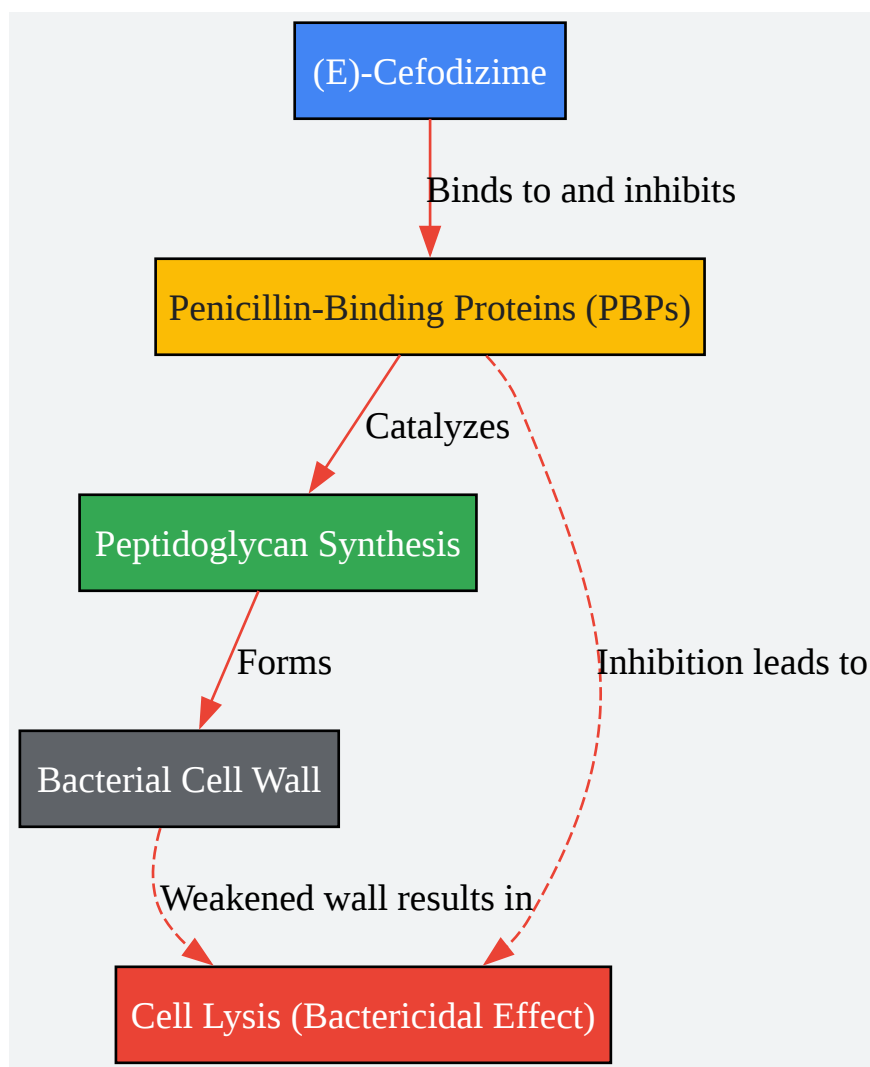 (E)-Cefodizime
Binds to and inhibits
Penicillin-Binding Proteins (PBPs)
Catalyzes
Peptidoglycan Synthesis
Forms
Inhibition leads to
Bacterial Cell Wall
Weakened wall results in
Cell Lysis (Bactericidal Effect)